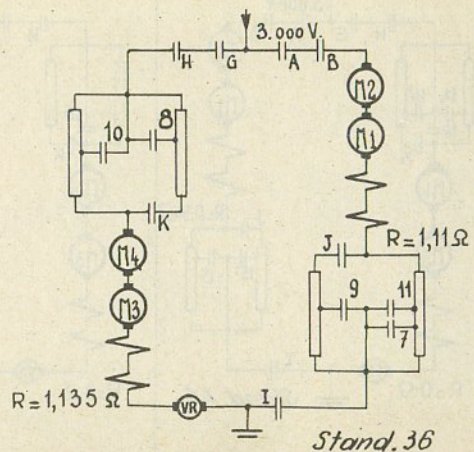 3.000 V.
H G A B
M2
10 8
M1
K
M4
J R=1,11 Ω
9 11
M3
7
R=1,135 Ω
VR I
Stand. 36